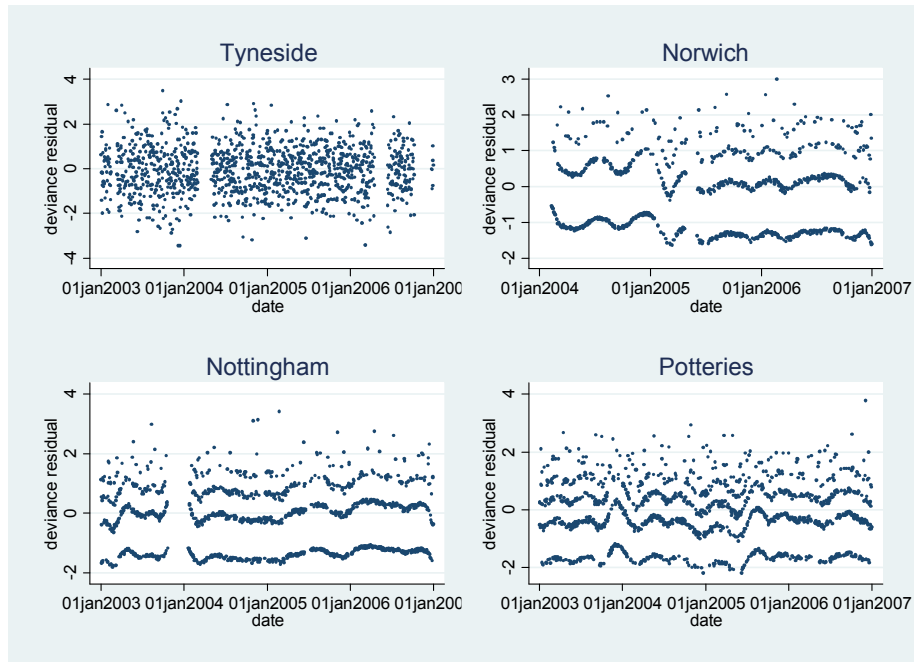 Tyneside
deviance residual
4
2
0
-2
-4
01jan2003 01jan2004 01jan2005 01jan2006 01jan200
date
Norwich
deviance residual
3
2
1
0
-1
-2
01jan2004 01jan2005 01jan2006 01jan2007
date
Nottingham
deviance residual
4
2
0
-2
01jan2003 01jan2004 01jan2005 01jan2006 01jan200
date
Potteries
deviance residual
4
2
0
-2
01jan2003 01jan2004 01jan2005 01jan2006 01jan2007
date